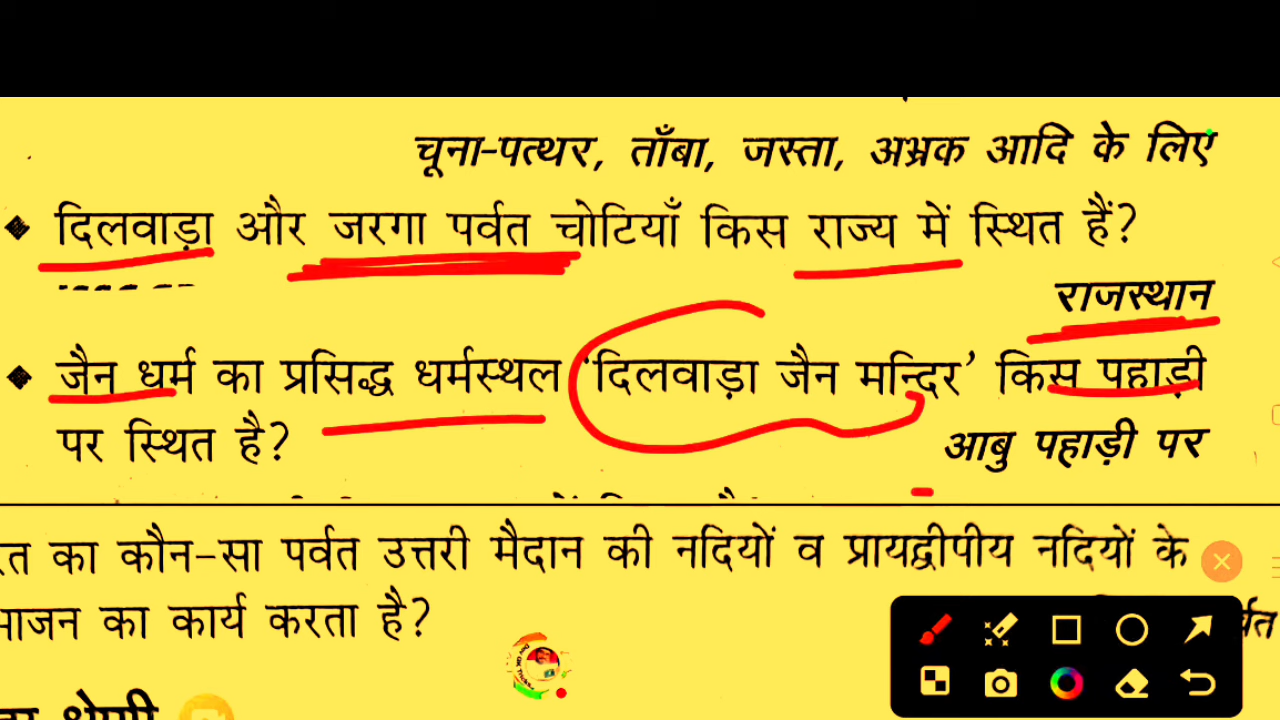 चूना-पत्थर, ताँबा, जस्ता, अभ्रक आदि के लिए
दिलवाड़ा और जरगा पर्वत चोटियाँ किस राज्य में स्थित हैं?
राजस्थान
जैन धर्म का प्रसिद्ध धर्मस्थल 'दिलवाड़ा जैन मन्दिर' किस पहाड़ी
पर स्थित है?
आबु पहाड़ी पर
का कौन-सा पर्वत उत्तरी मैदान की नदियों व प्रायद्वीपीय नदियों के
का कार्य करता है?